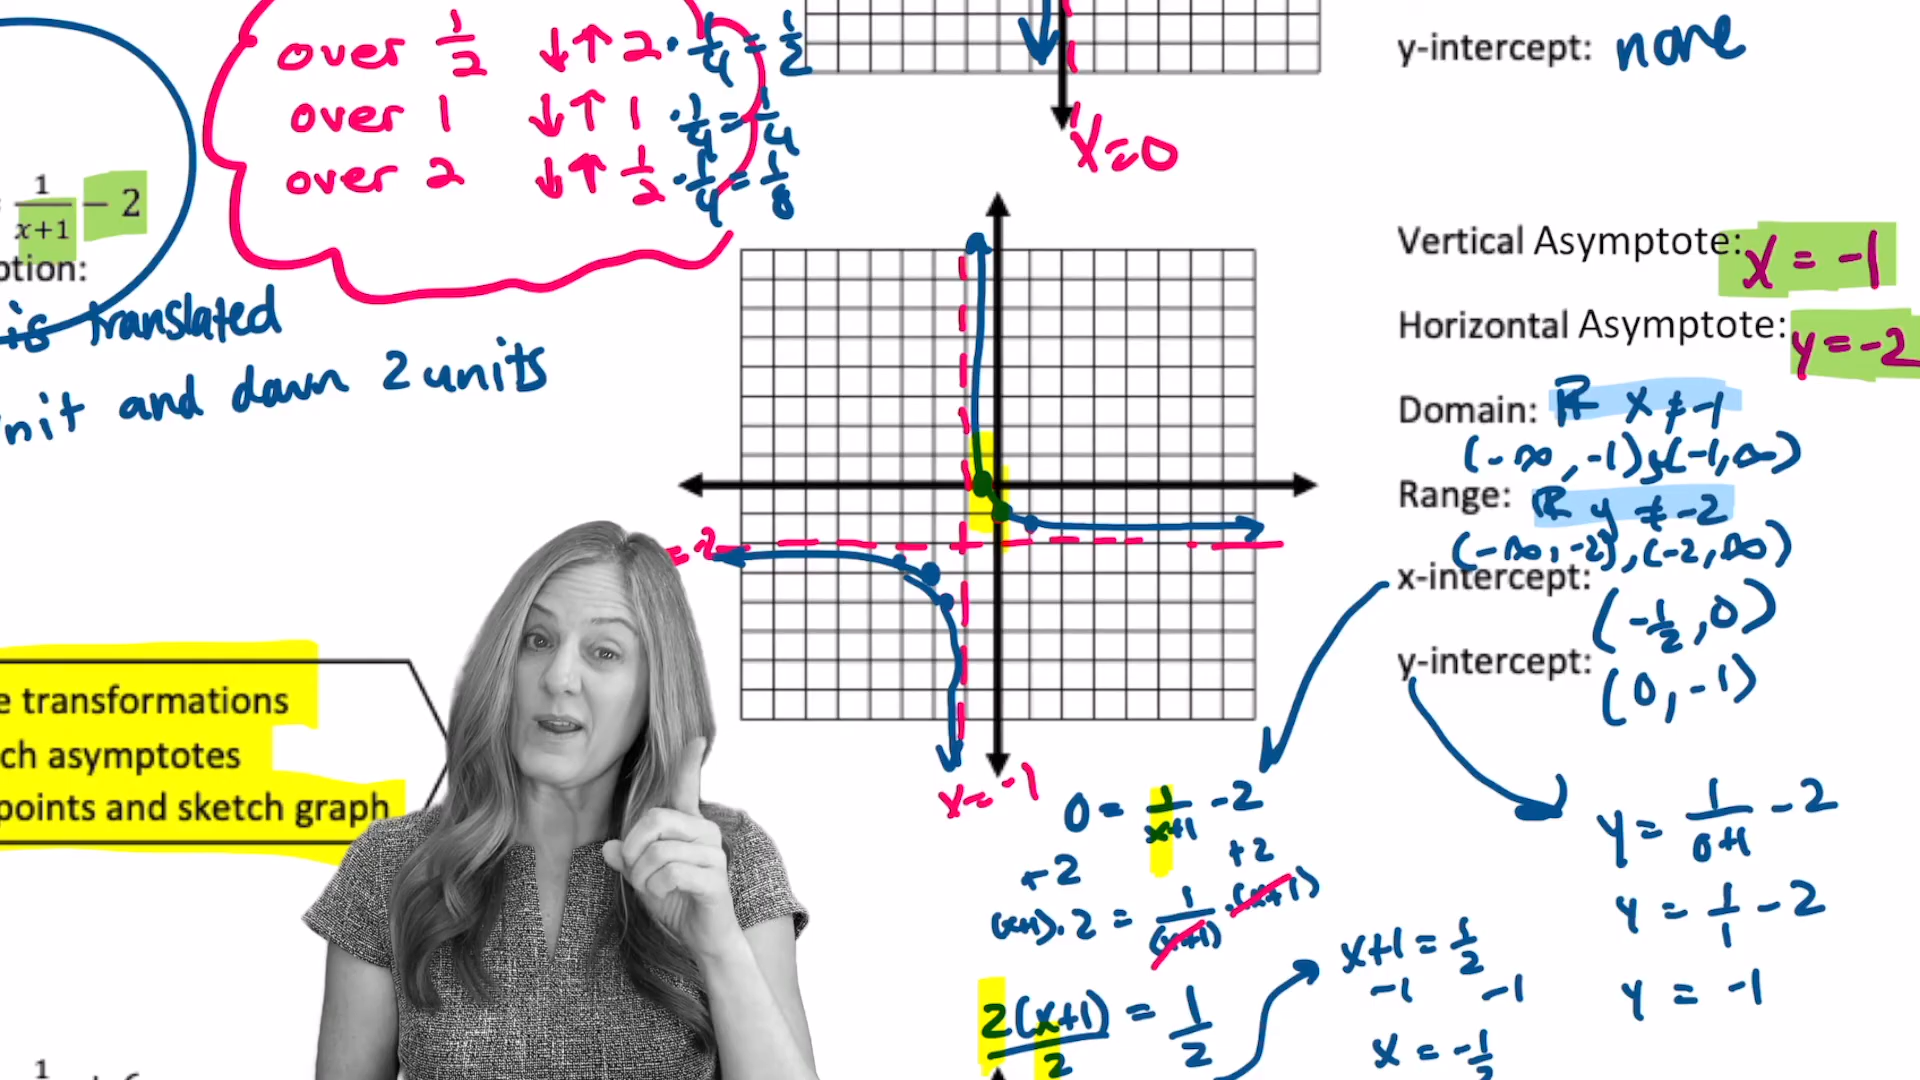 over 1/2 ↓↑ 2 · 1/4 = 1/2
over 1 ↓↑ 1 · 1/4 = 1/4
over 2 ↓↑ 1/2 · 1/4 = 1/8
1/(x+1) − 2
ption:
is translated
nit and down 2 units
e transformations
ch asymptotes
points and sketch graph
x=0
= -2
x = -1
y-intercept: none
Vertical Asymptote: x = -1
Horizontal Asymptote: y = -2
Domain: ℝ x ≠ -1
(-∞, -1), (-1, ∞)
Range: ℝ y ≠ -2
(-∞, -2), (-2, ∞)
x-intercept:
(-1/2, 0)
y-intercept:
(0, -1)
0 = 1/(x+1) - 2
+2 +2
(x+1) · 2 = 1/(x+1) · (x+1)
2(x+1)/2 = 1/2
x+1 = 1/2
-1 -1
x = -1/2
y = 1/(0+1) - 2
y = 1/1 - 2
y = -1